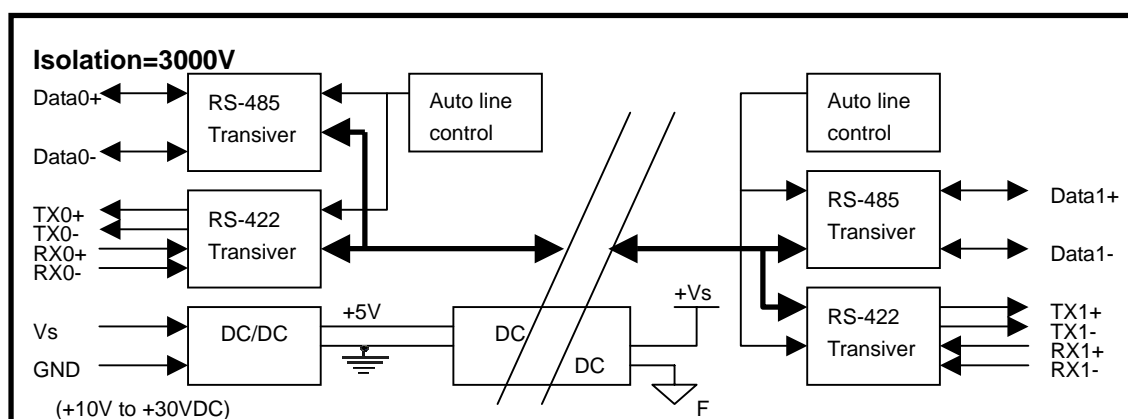 Isolation=3000V
Data0+
Data0-
RS-485
Transiver
Auto line
control
TX0+
TX0-
RX0+
RX0-
RS-422
Transiver
Vs
GND
(+10V to +30VDC)
DC/DC
+5V
DC
DC
+Vs
F
Auto line
control
RS-485
Transiver
Data1+
Data1-
RS-422
Transiver
TX1+
TX1-
RX1+
RX1-